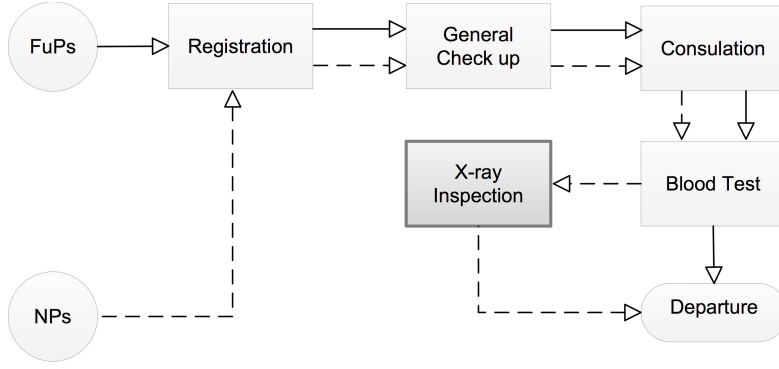 FuPs
Registration
General
Check up
Consulation
X-ray
Inspection
Blood Test
NPs
Departure